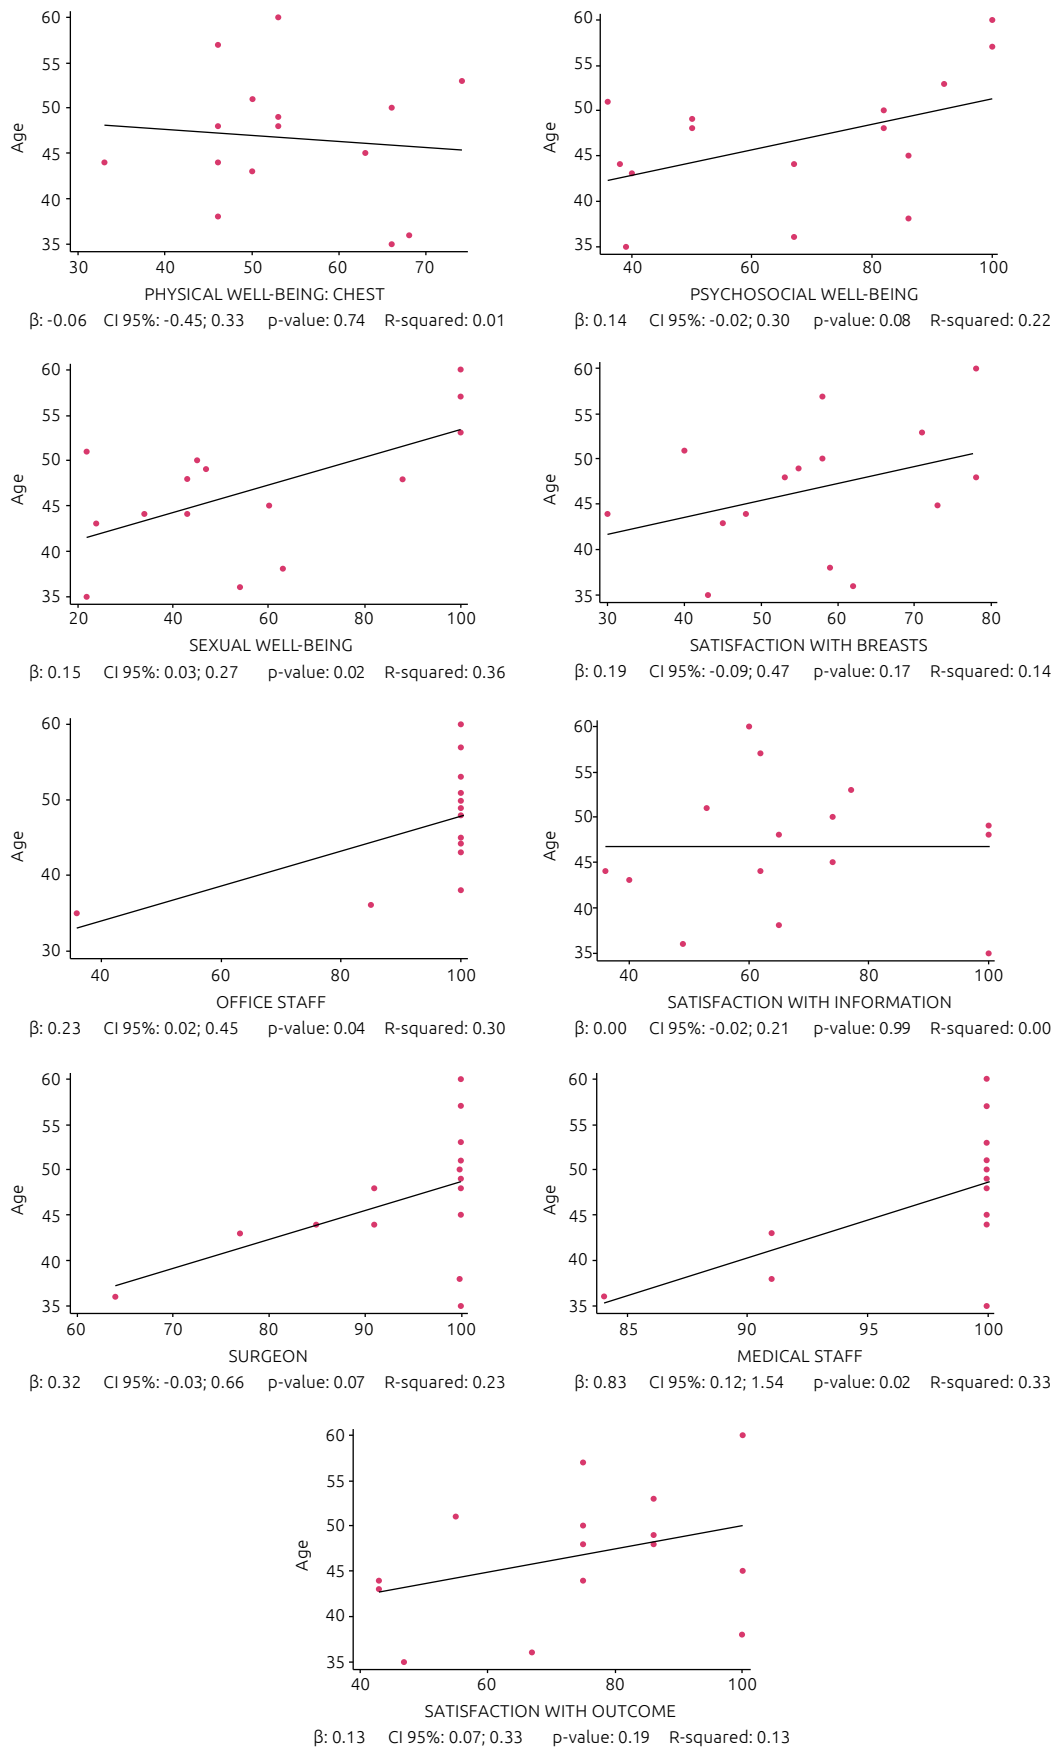 60
55
50
45
40
35
Age
30 40 50 60 70
PHYSICAL WELL-BEING: CHEST
β: -0.06 CI 95%: -0.45; 0.33 p-value: 0.74 R-squared: 0.01
60
55
50
45
40
35
Age
40 60 80 100
PSYCHOSOCIAL WELL-BEING
β: 0.14 CI 95%: -0.02; 0.30 p-value: 0.08 R-squared: 0.22
60
55
50
45
40
35
Age
20 40 60 80 100
SEXUAL WELL-BEING
β: 0.15 CI 95%: 0.03; 0.27 p-value: 0.02 R-squared: 0.36
60
55
50
45
40
35
Age
30 40 50 60 70 80
SATISFACTION WITH BREASTS
β: 0.19 CI 95%: -0.09; 0.47 p-value: 0.17 R-squared: 0.14
60
50
40
30
Age
40 60 80 100
OFFICE STAFF
β: 0.23 CI 95%: 0.02; 0.45 p-value: 0.04 R-squared: 0.30
60
55
50
45
40
35
Age
40 60 80 100
SATISFACTION WITH INFORMATION
β: 0.00 CI 95%: -0.02; 0.21 p-value: 0.99 R-squared: 0.00
60
55
50
45
40
35
Age
60 70 80 90 100
SURGEON
β: 0.32 CI 95%: -0.03; 0.66 p-value: 0.07 R-squared: 0.23
60
55
50
45
40
35
Age
85 90 95 100
MEDICAL STAFF
β: 0.83 CI 95%: 0.12; 1.54 p-value: 0.02 R-squared: 0.33
60
55
50
45
40
35
Age
40 60 80 100
SATISFACTION WITH OUTCOME
β: 0.13 CI 95%: 0.07; 0.33 p-value: 0.19 R-squared: 0.13